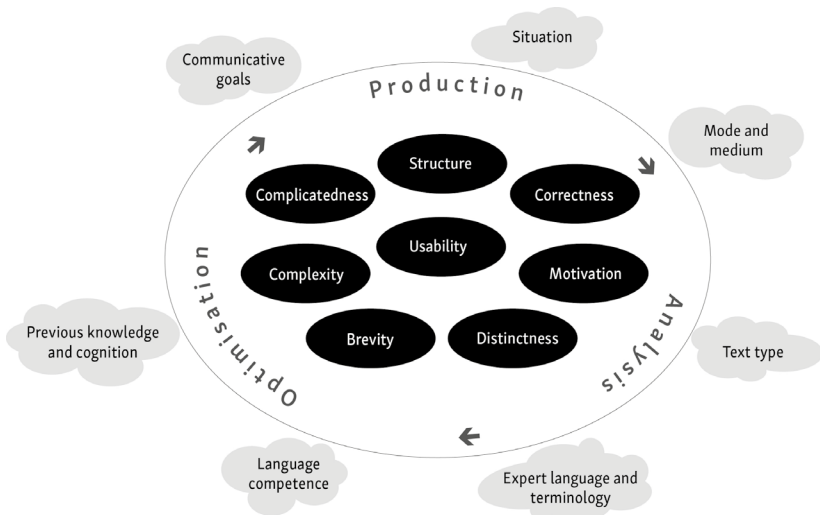 Situation
Communicative
goals
Production
Mode and
medium
Structure
Complicatedness
Correctness
Usability
Complexity
Motivation
Optimisation
Analysis
Brevity
Distinctness
Previous knowledge
and cognition
Text type
Language
competence
Expert language and
terminology